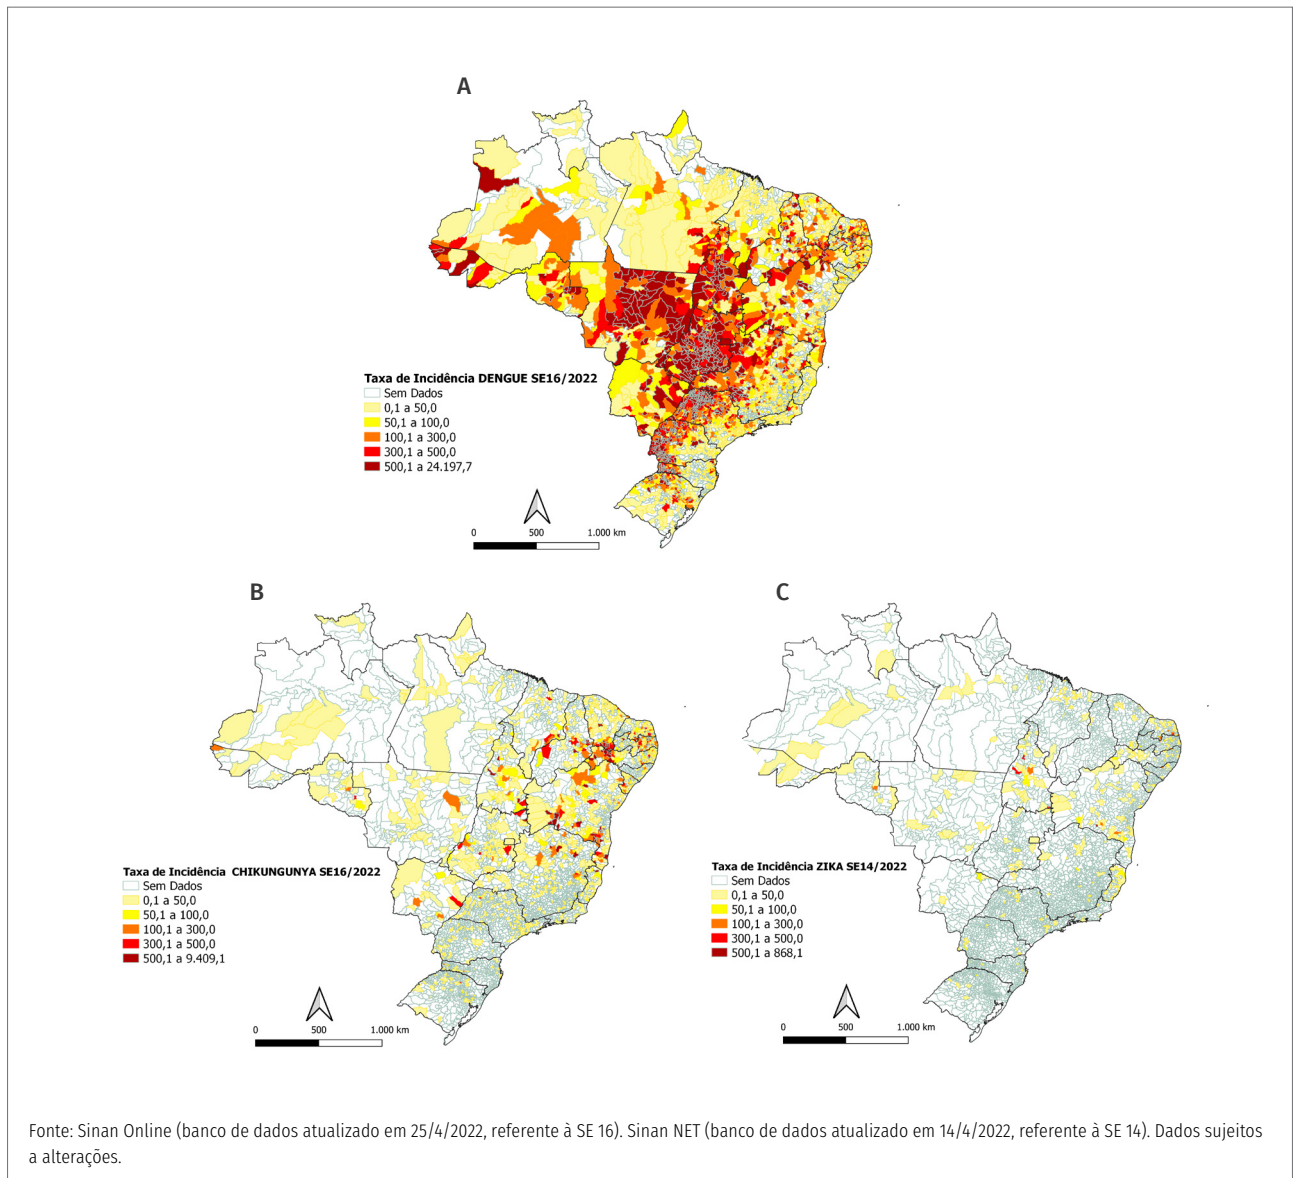 A
Taxa de Incidência DENGUE SE16/2022
Sem Dados
0,1 a 50,0
50,1 a 100,0
100,1 a 300,0
300,1 a 500,0
500,1 a 24.197,7
0 500 1.000 km
B
Taxa de Incidência CHIKUNGUNYA SE16/2022
Sem Dados
0,1 a 50,0
50,1 a 100,0
100,1 a 300,0
300,1 a 500,0
500,1 a 9.409,1
0 500 1.000 km
C
Taxa de Incidência ZIKA SE14/2022
Sem Dados
0,1 a 50,0
50,1 a 100,0
100,1 a 300,0
300,1 a 500,0
500,1 a 868,1
0 500 1.000 km
Fonte: Sinan Online (banco de dados atualizado em 25/4/2022, referente à SE 16). Sinan NET (banco de dados atualizado em 14/4/2022, referente à SE 14). Dados sujeitos
a alterações.